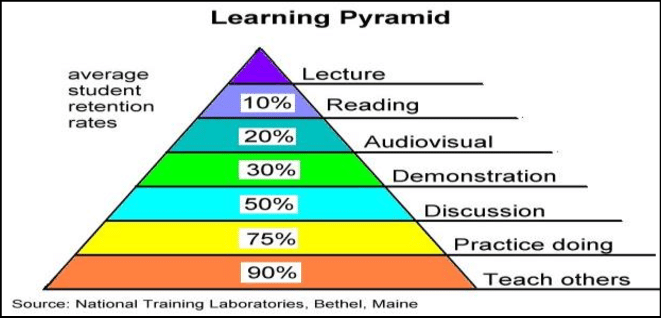 Learning Pyramid
average
student
retention
rates
Lecture
10% Reading
20% Audiovisual
30% Demonstration
50% Discussion
75% Practice doing
90% Teach others
Source: National Training Laboratories, Bethel, Maine